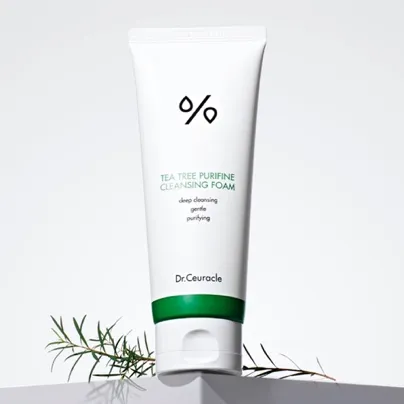 TEA TREE PURIFINE
CLEANSING FOAM
deep cleansing
gentle
purifying
Dr.Ceuracle